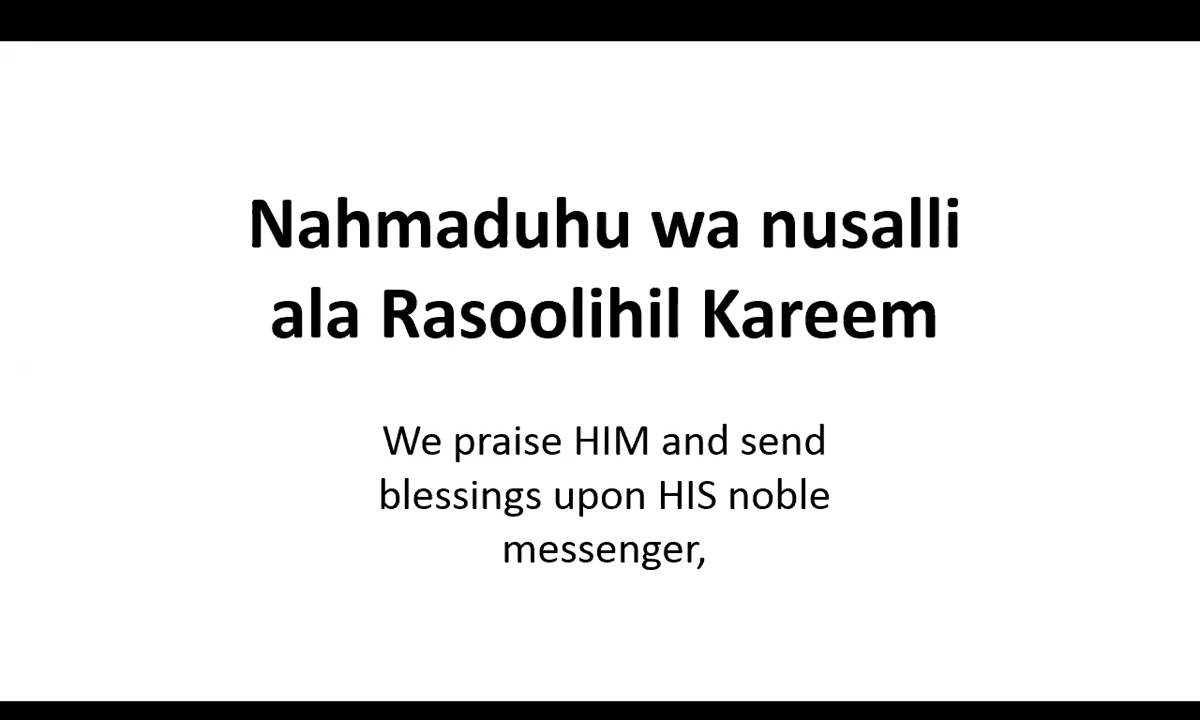 Nahmaduhu wa nusalli
ala Rasoolihil Kareem
We praise HIM and send
blessings upon HIS noble
messenger,